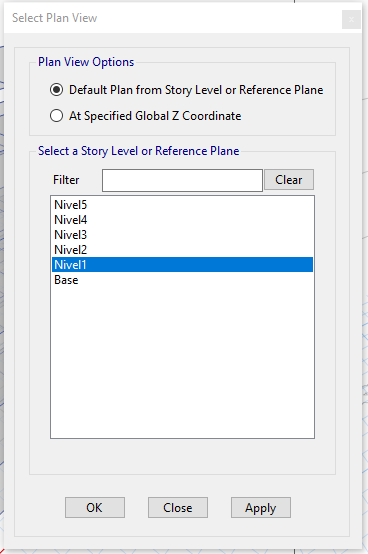 Select Plan View
Plan View Options
Default Plan from Story Level or Reference Plane
At Specified Global Z Coordinate
Select a Story Level or Reference Plane
Filter Clear
Nivel5
Nivel4
Nivel3
Nivel2
Nivel1
Base
OK Close Apply